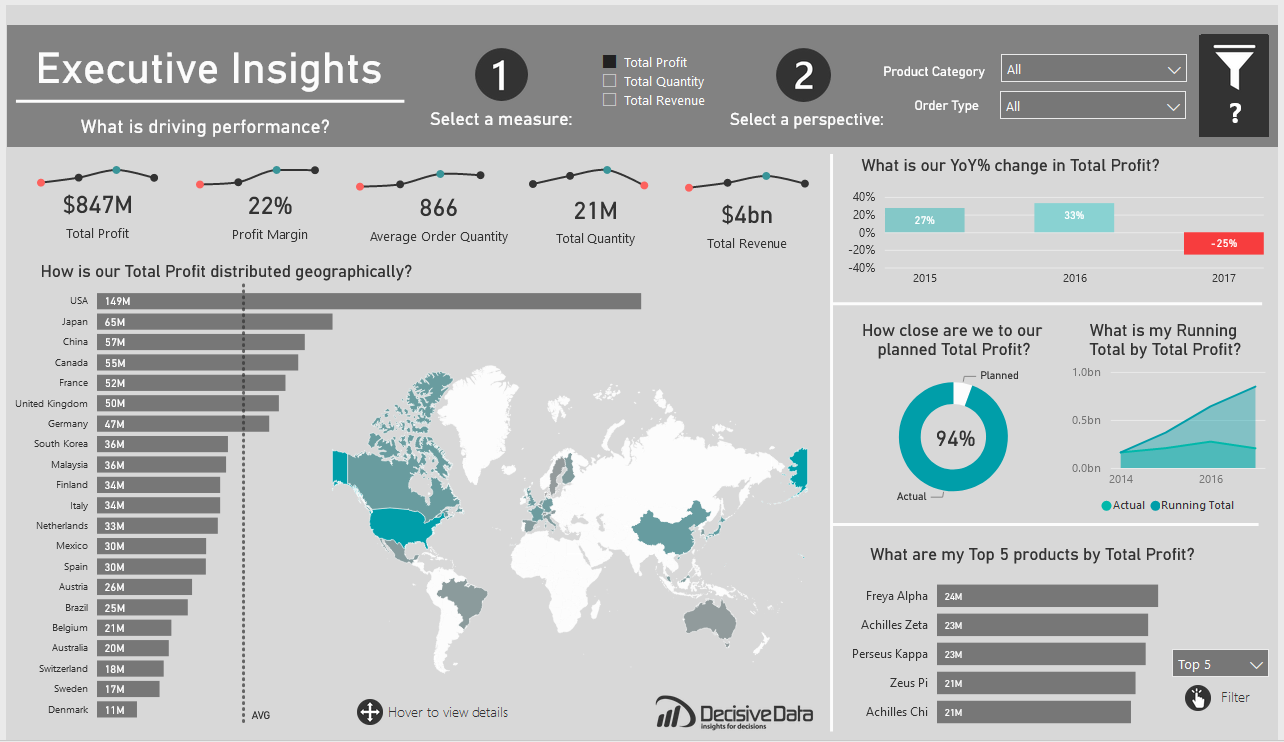 Executive Insights
What is driving performance?
1
Select a measure:
Total Profit
Total Quantity
Total Revenue
2
Select a perspective:
Product Category
All
Order Type
All
?
$847M
Total Profit
22%
Profit Margin
866
Average Order Quantity
21M
Total Quantity
$4bn
Total Revenue
How is our Total Profit distributed geographically?
USA 149M
Japan 65M
China 57M
Canada 55M
France 52M
United Kingdom 50M
Germany 47M
South Korea 36M
Malaysia 36M
Finland 34M
Italy 34M
Netherlands 33M
Mexico 30M
Spain 30M
Austria 26M
Brazil 25M
Belgium 21M
Australia 20M
Switzerland 18M
Sweden 17M
Denmark 11M
AVG
Hover to view details
DecisiveData
insights for decisions
What is our YoY% change in Total Profit?
40%
20%
0%
-20%
-40%
27%
33%
-25%
2015
2016
2017
How close are we to our
planned Total Profit?
Planned
94%
Actual
What is my Running
Total by Total Profit?
1.0bn
0.5bn
0.0bn
2014
2016
Actual
Running Total
What are my Top 5 products by Total Profit?
Freya Alpha 24M
Achilles Zeta 23M
Perseus Kappa 23M
Zeus Pi 21M
Achilles Chi 21M
Top 5
Filter